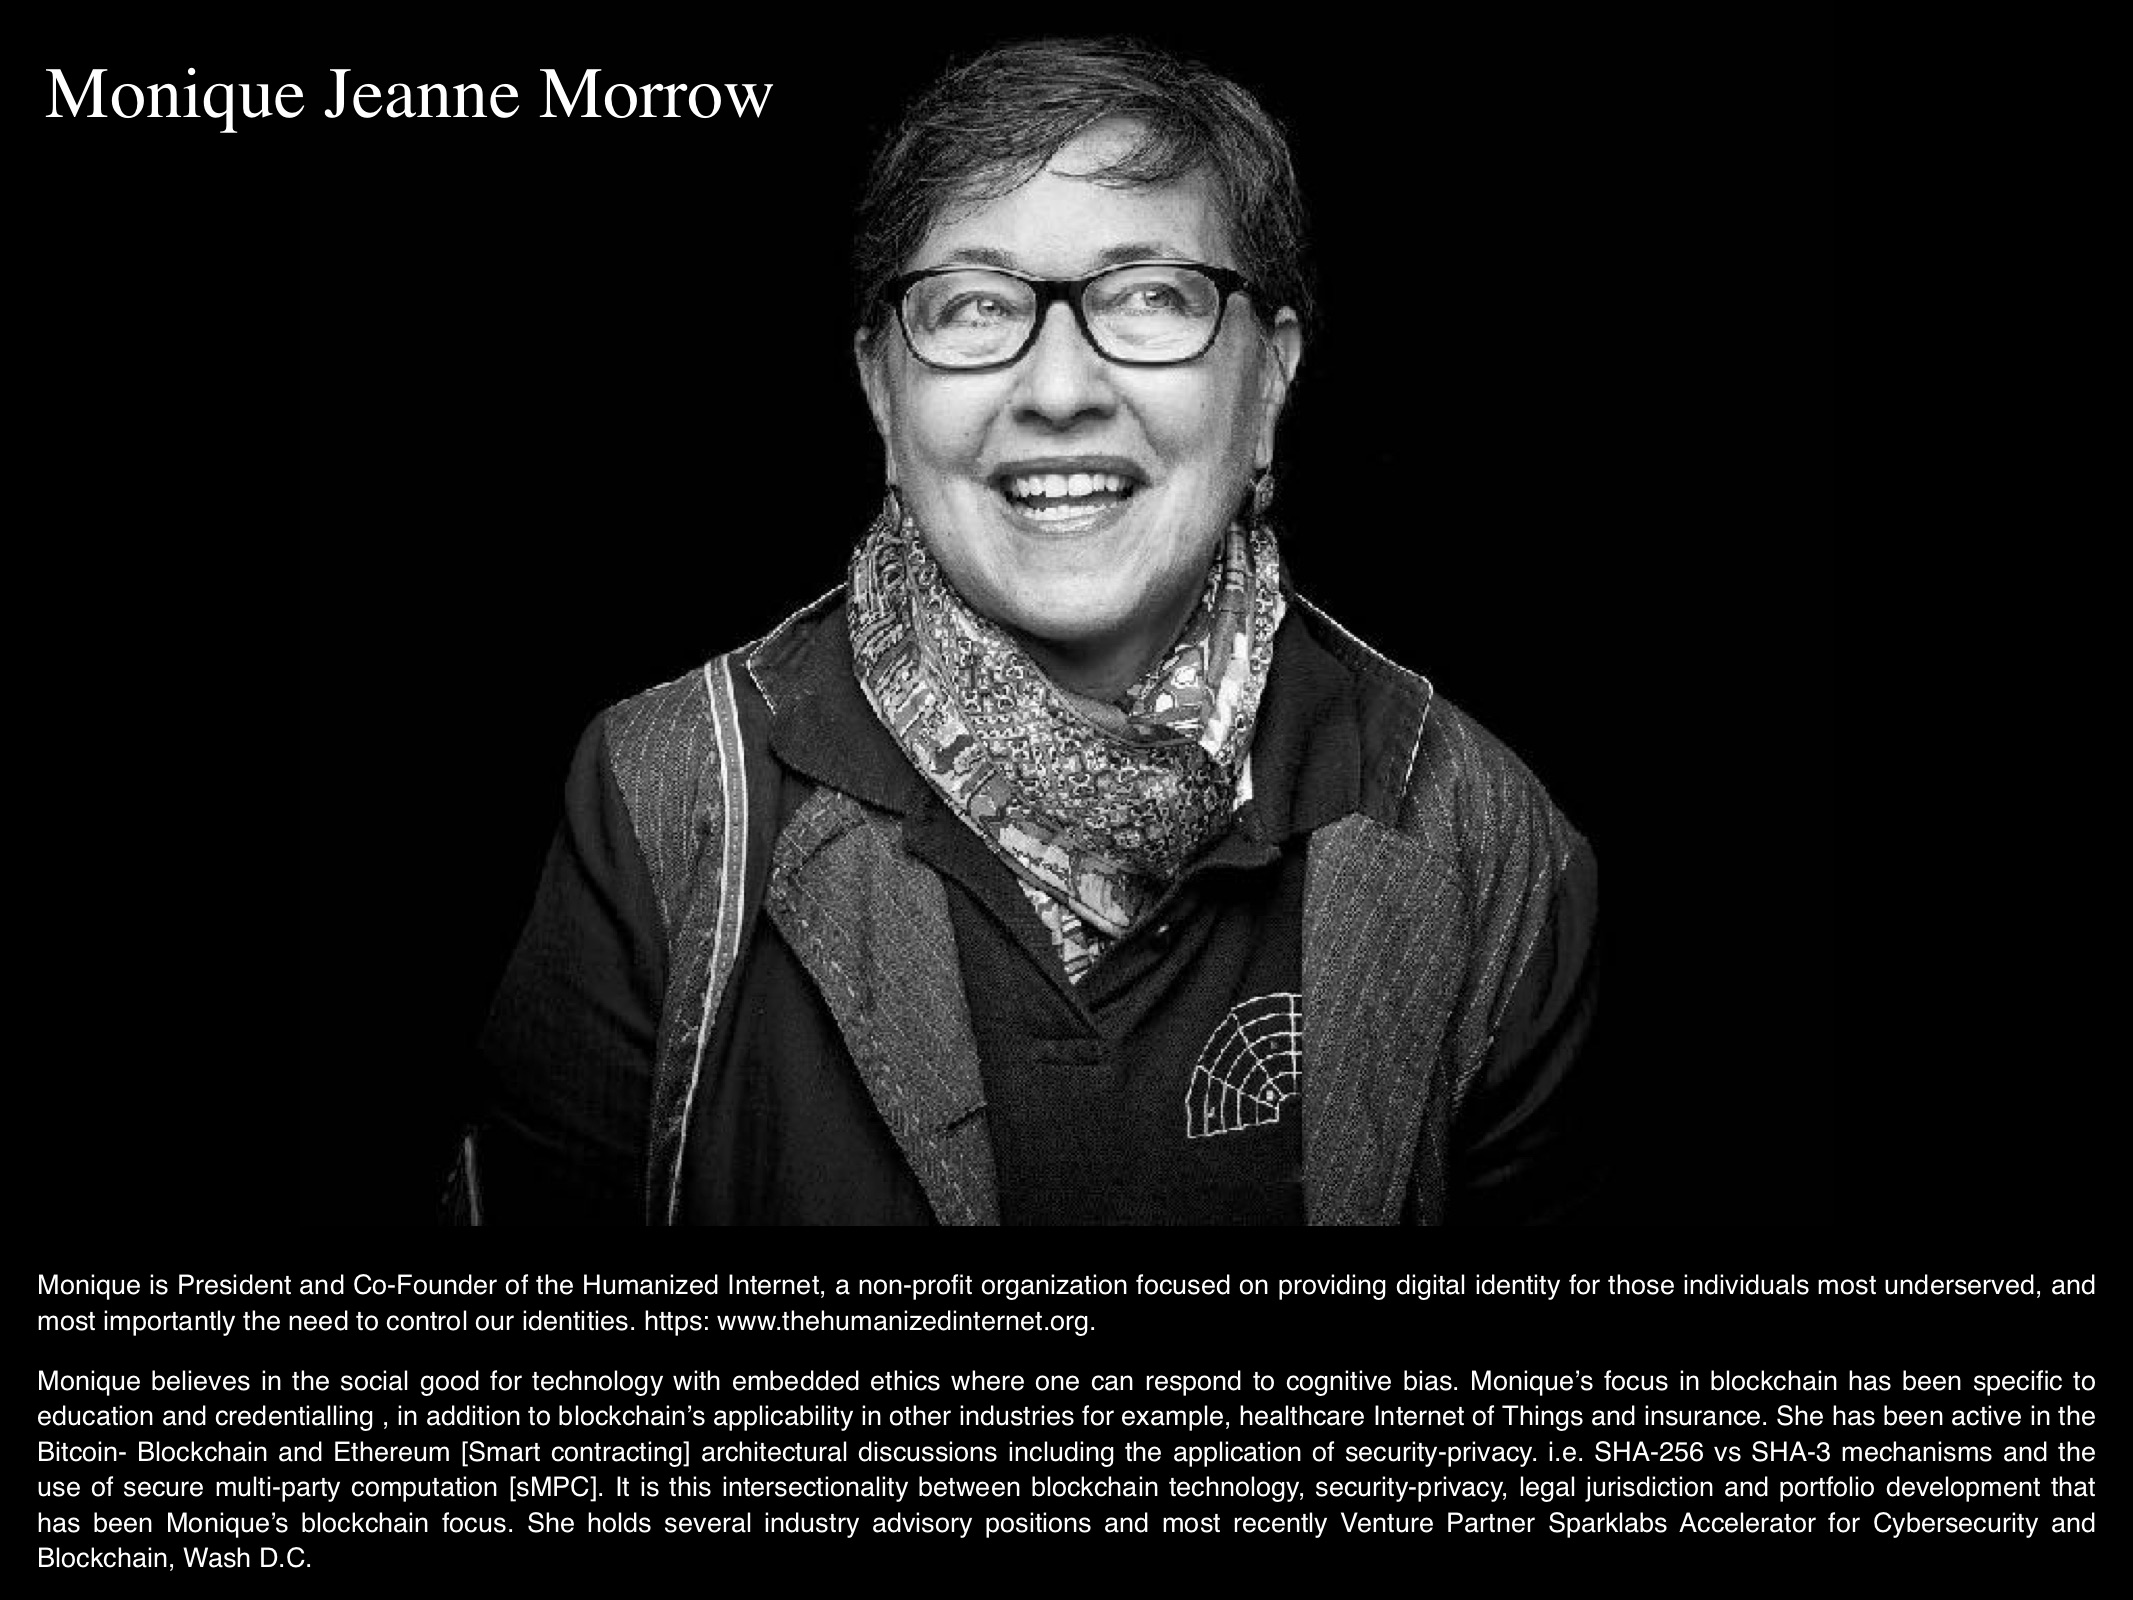 Monique Jeanne Morrow
Monique is President and Co-Founder of the Humanized Internet, a non-profit organization focused on providing digital identity for those individuals most underserved, and
most importantly the need to control our identities. https: www.thehumanizedinternet.org.
Monique believes in the social good for technology with embedded ethics where one can respond to cognitive bias. Monique’s focus in blockchain has been specific to
education and credentialling , in addition to blockchain’s applicability in other industries for example, healthcare Internet of Things and insurance. She has been active in the
Bitcoin- Blockchain and Ethereum [Smart contracting] architectural discussions including the application of security-privacy. i.e. SHA-256 vs SHA-3 mechanisms and the
use of secure multi-party computation [sMPC]. It is this intersectionality between blockchain technology, security-privacy, legal jurisdiction and portfolio development that
has been Monique’s blockchain focus. She holds several industry advisory positions and most recently Venture Partner Sparklabs Accelerator for Cybersecurity and
Blockchain, Wash D.C.